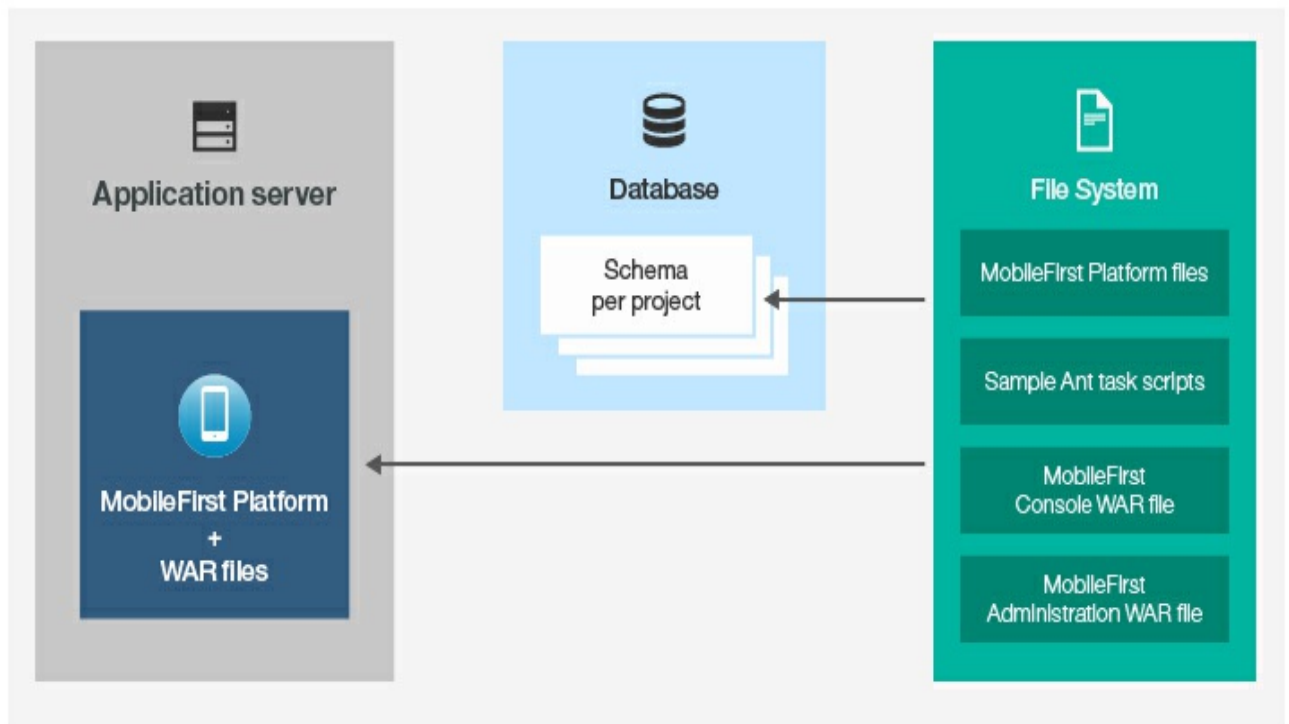 Application server
MobileFirst Platform
+
WAR files
Database
Schema
per project
File System
MobileFirst Platform files
Sample Ant task scripts
MobileFirst
Console WAR file
MobileFirst
Administration WAR file